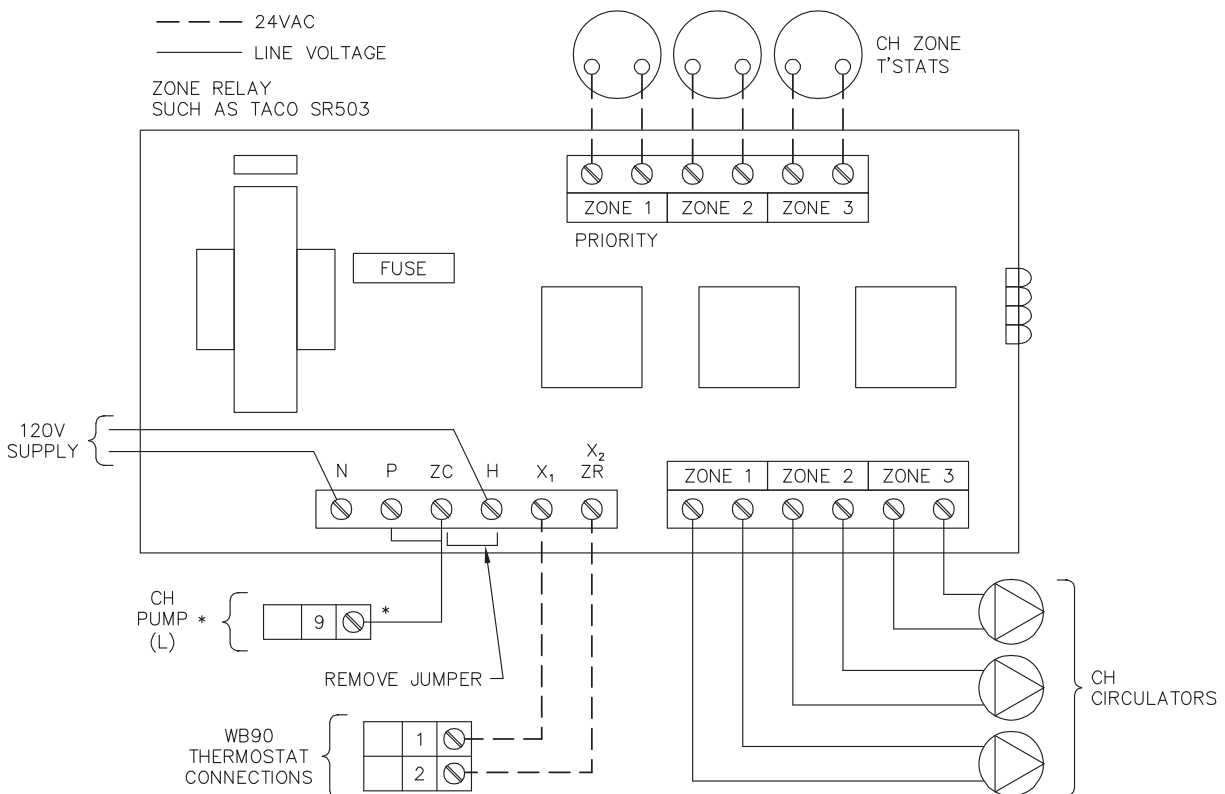 24VAC
LINE VOLTAGE
ZONE RELAY
SUCH AS TACO SR503
CH ZONE
T'STATS
ZONE 1 ZONE 2 ZONE 3
PRIORITY
FUSE
120V
SUPPLY
N P ZC H X₁ X₂
ZR
ZONE 1 ZONE 2 ZONE 3
CH
PUMP *
(L)
9 *
REMOVE JUMPER
CH
CIRCULATORS
WB90
THERMOSTAT
CONNECTIONS
1
2